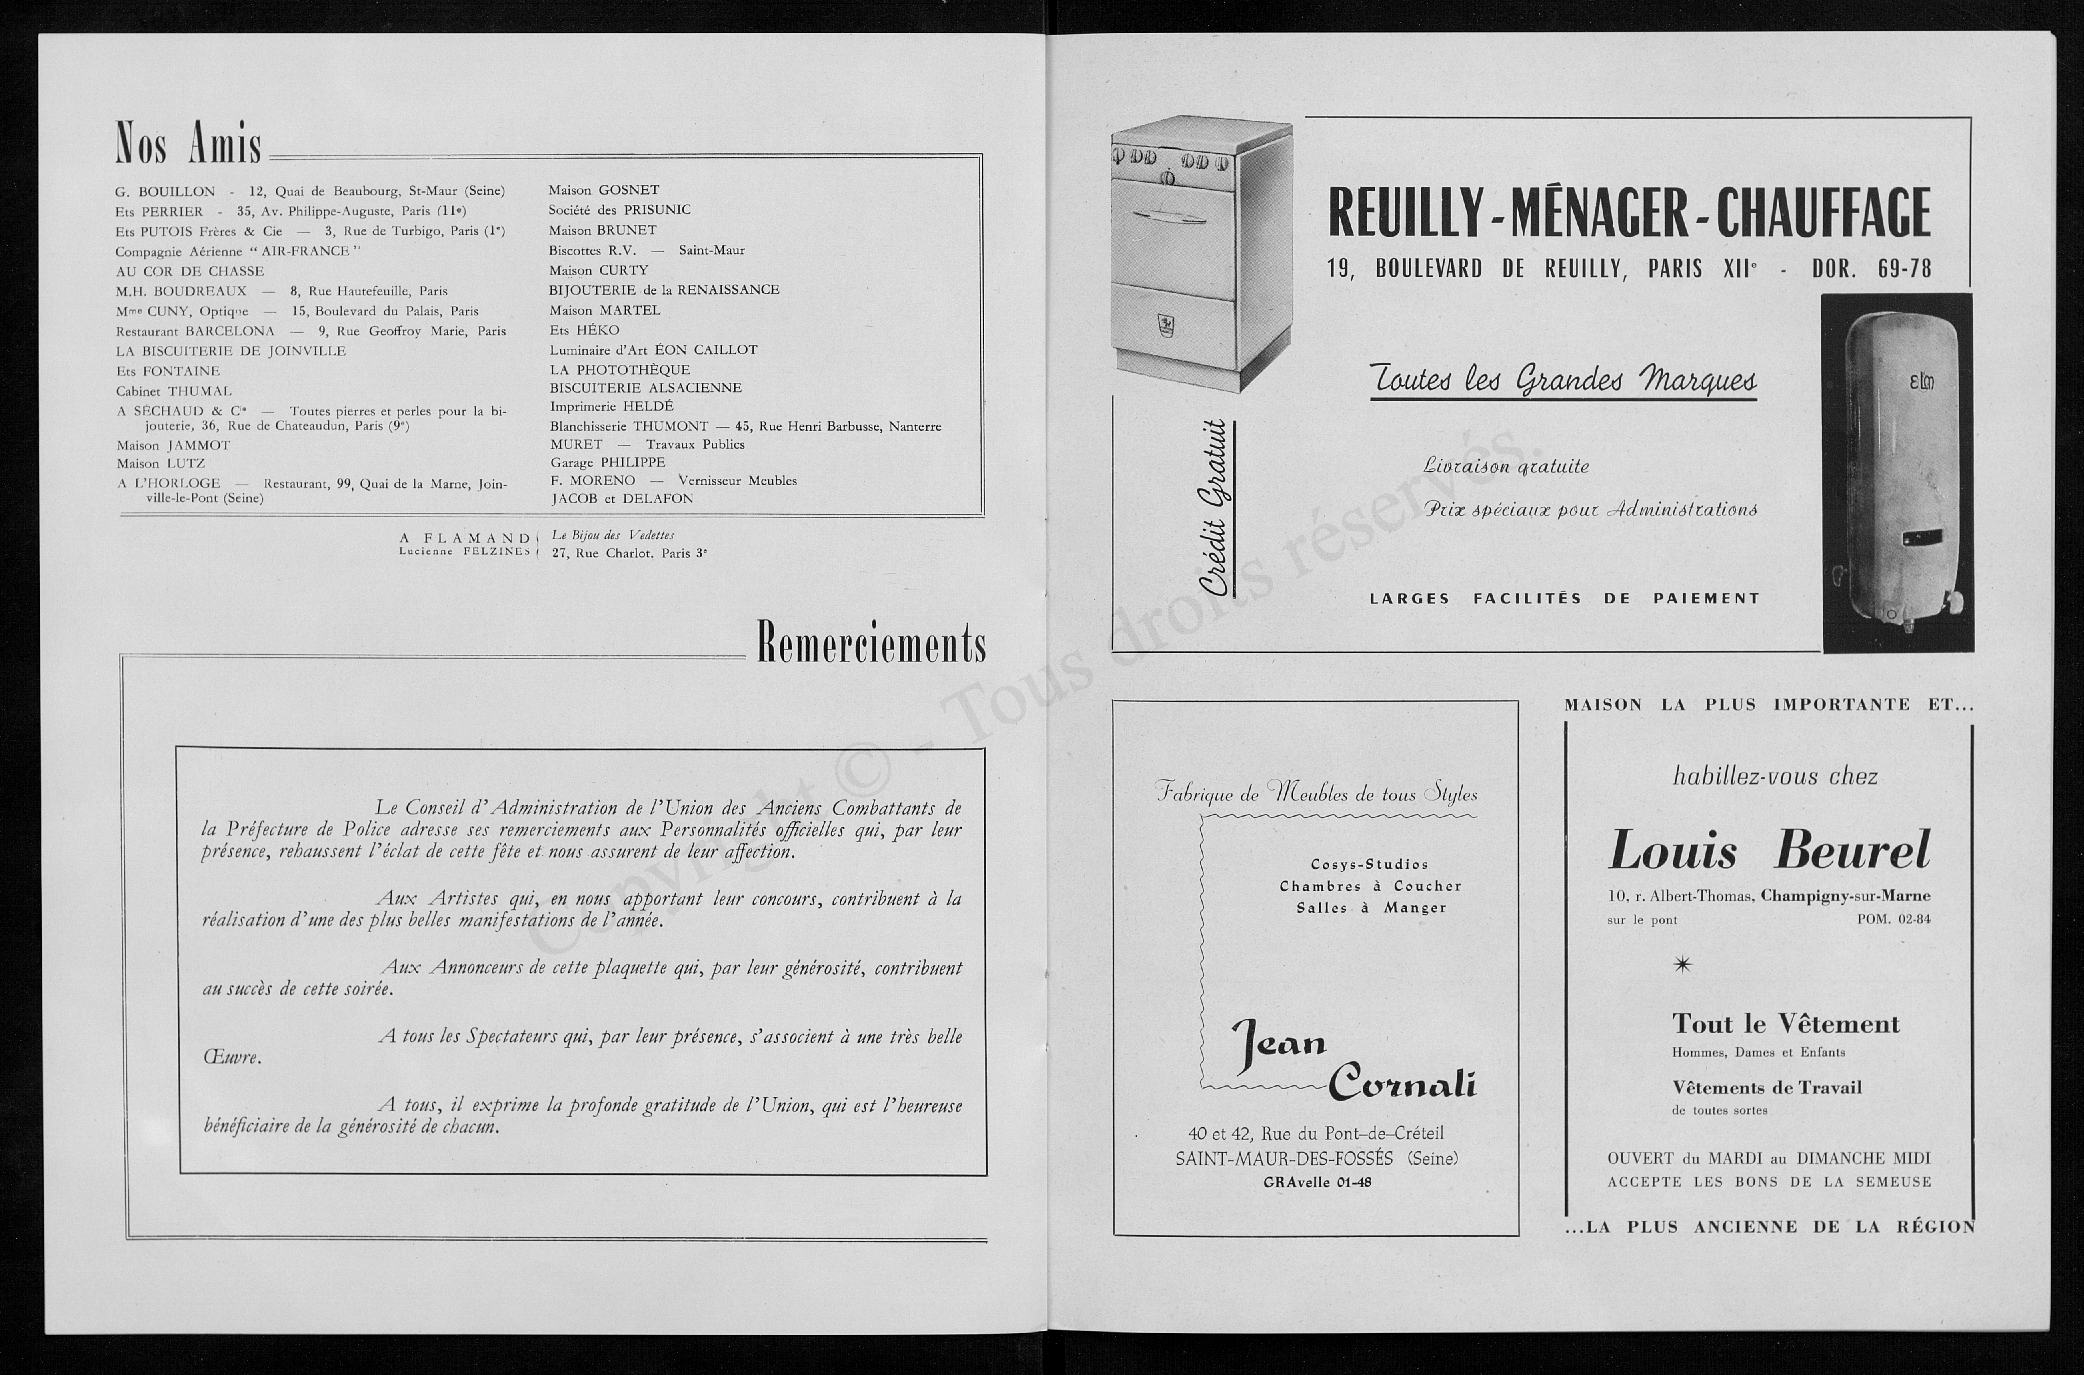 Nos Amis
G. BOUILLON - 12, Quai de Beaubourg, St-Maur (Seine)
Ets PERRIER - 35, Av. Philippe-Auguste, Paris (11e)
Ets PUTOIS Frères & Cie — 3, Rue de Turbigo, Paris (1e)
Compagnie Aérienne “ AIR-FRANCE ”
AU COR DE CHASSE
M.H. BOUDREAUX — 8, Rue Hautefeuille, Paris
Mme CUNY, Optique — 15, Boulevard du Palais, Paris
Restaurant BARCELONA — 9, Rue Geoffroy Marie, Paris
LA BISCUITERIE DE JOINVILLE
Ets FONTAINE
Cabinet THUMAL
A SÉCHAUD & Ce — Toutes pierres et perles pour la bi-
jouterie, 36, Rue de Chateaudun, Paris (9e)
Maison JAMMOT
Maison LUTZ
A L'HORLOGE — Restaurant, 99, Quai de la Marne, Join-
ville-le-Pont (Seine)
Maison GOSNET
Société des PRISUNIC
Maison BRUNET
Biscottes R.V. — Saint-Maur
Maison CURTY
BIJOUTERIE de la RENAISSANCE
Maison MARTEL
Ets HÉKO
Luminaire d'Art ÉON CAILLOT
LA PHOTOTHÈQUE
BISCUITERIE ALSACIENNE
Imprimerie HELDÉ
Blanchisserie THUMONT — 45, Rue Henri Barbusse, Nanterre
MURET — Travaux Publics
Garage PHILIPPE
F. MORENO — Vernisseur Meubles
JACOB et DELAFON
A FLAMAND Le Bijou des Vedettes
Lucienne FELZINES 27, Rue Charlot, Paris 3e
Remerciements
Le Conseil d'Administration de l'Union des Anciens Combattants de
la Préfecture de Police adresse ses remerciements aux Personnalités officielles qui, par leur
présence, rehaussent l'éclat de cette fête et nous assurent de leur affection.
Aux Artistes qui, en nous apportant leur concours, contribuent à la
réalisation d'une des plus belles manifestations de l'année.
Aux Annonceurs de cette plaquette qui, par leur générosité, contribuent
au succès de cette soirée.
A tous les Spectateurs qui, par leur présence, s'associent à une très belle
Œuvre.
A tous, il exprime la profonde gratitude de l'Union, qui est l'heureuse
bénéficiaire de la générosité de chacun.
REUILLY-MÉNAGER-CHAUFFAGE
19, BOULEVARD DE REUILLY, PARIS XIIe - DOR. 69-78
Toutes les Grandes Marques
elm
Crédit Gratuit
Livraison gratuite
Prix spéciaux pour Administrations
LARGES FACILITÉS DE PAIEMENT
Fabrique de Meubles de tous Styles
Cosys-Studios
Chambres à Coucher
Salles à Manger
Jean
Cornali
40 et 42, Rue du Pont-de-Créteil
SAINT-MAUR-DES-FOSSÉS (Seine)
GRAvelle 01-48
MAISON LA PLUS IMPORTANTE ET...
habillez-vous chez
Louis Beurel
10, r. Albert-Thomas, Champigny-sur-Marne
sur le pont POM. 02-84
Tout le Vêtement
Hommes, Dames et Enfants
Vêtements de Travail
de toutes sortes
OUVERT du MARDI au DIMANCHE MIDI
ACCEPTE LES BONS DE LA SEMEUSE
...LA PLUS ANCIENNE DE LA RÉGION
Copyright © - Tous droits réservés.